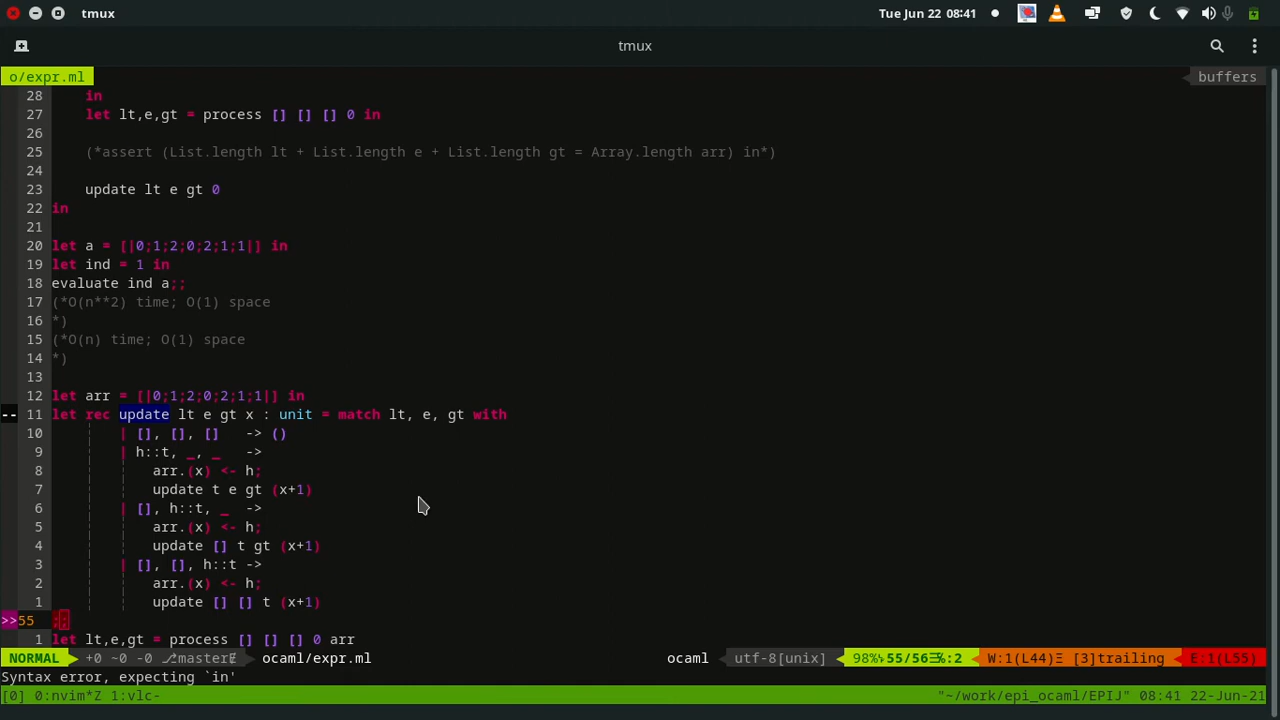 tmux
Tue Jun 22 08:41
tmux
o/expr.ml
buffers
28 in
27 let lt,e,gt = process [] [] [] 0 in
26
25 (*assert (List.length lt + List.length e + List.length gt = Array.length arr) in*)
24
23 update lt e gt 0
22 in
21
20 let a = [|0;1;2;0;2;1;1|] in
19 let ind = 1 in
18 evaluate ind a;;
17 (*O(n**2) time; O(1) space
16 *)
15 (*O(n) time; O(1) space
14 *)
13
12 let arr = [|0;1;2;0;2;1;1|] in
-- 11 let rec update lt e gt x : unit = match lt, e, gt with
10 | [], [], [] -> ()
9 | h::t, _, _ ->
8 arr.(x) <- h;
7 update t e gt (x+1)
6 | [], h::t, _ ->
5 arr.(x) <- h;
4 update [] t gt (x+1)
3 | [], [], h::t ->
2 arr.(x) <- h;
1 update [] [] t (x+1)
>>55 ;;
1 let lt,e,gt = process [] [] [] 0 arr
NORMAL +0 ~0 -0 master ocaml/expr.ml ocaml utf-8[unix] 98% 55/56 :2 W:1(L44) [3]trailing E:1(L55)
Syntax error, expecting `in'
[0] 0:nvim*Z 1:vlc- "~/work/epi_ocaml/EPIJ" 08:41 22-Jun-21